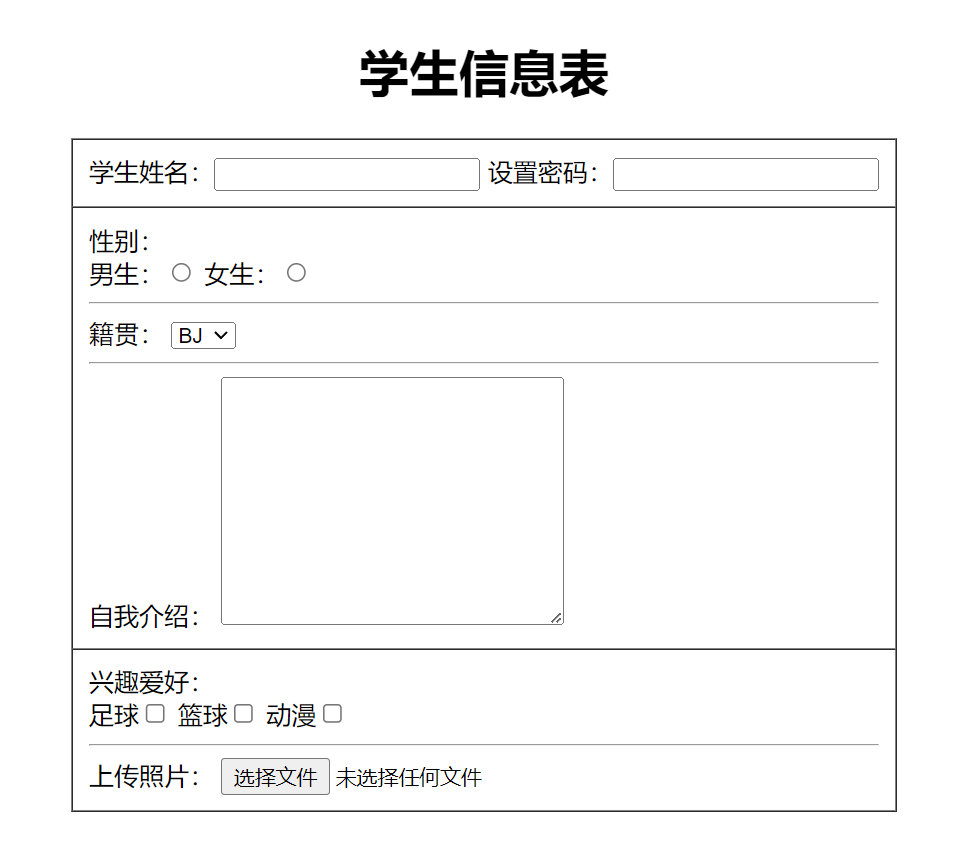 学生信息表
学生姓名： 设置密码：
性别：
男生： 女生：
籍贯： BJ
自我介绍：
兴趣爱好：
足球 篮球 动漫
上传照片： 选择文件 未选择任何文件